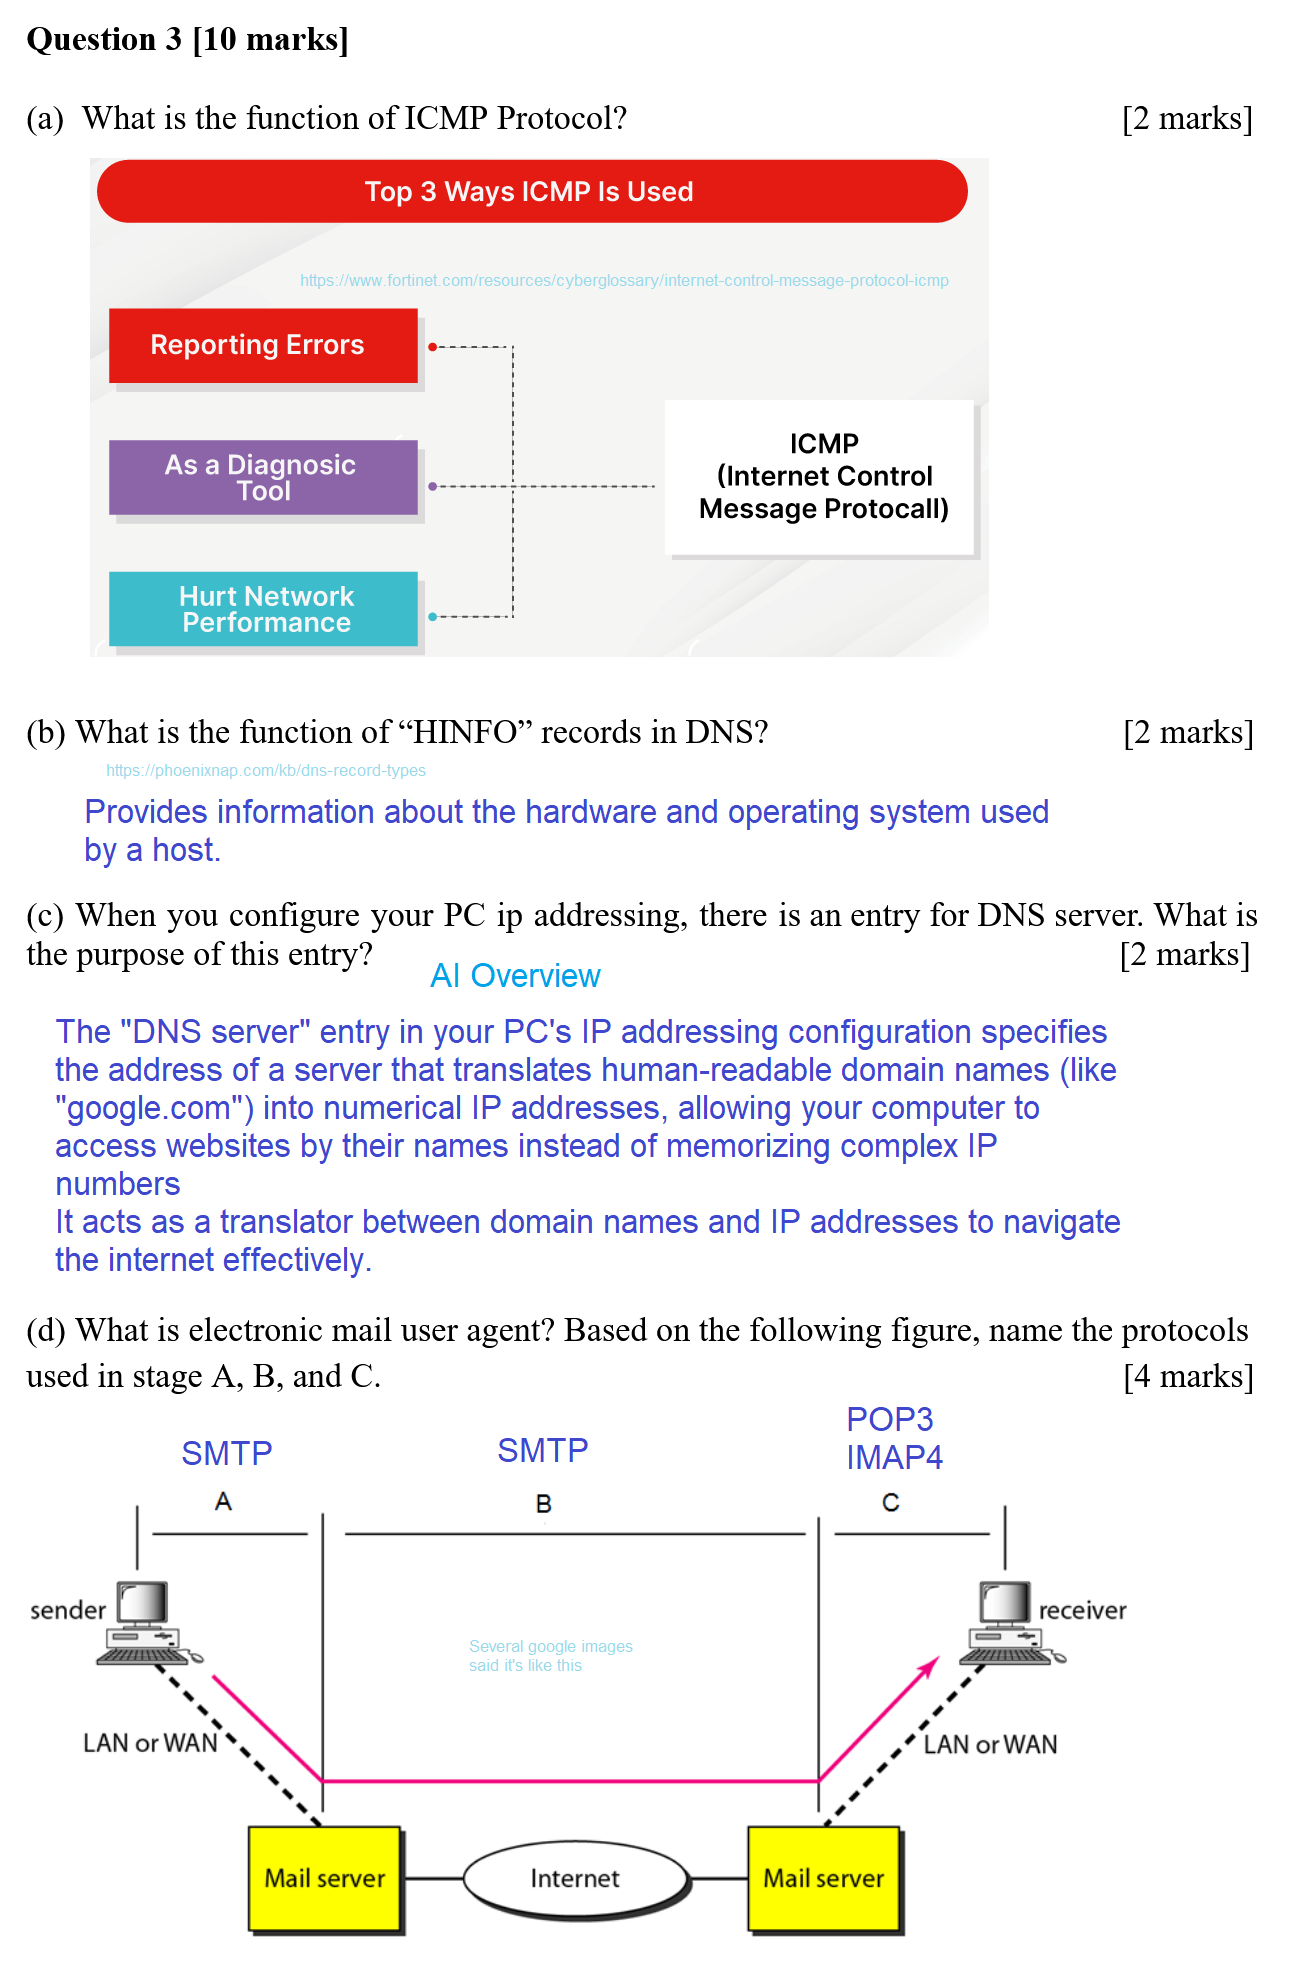 Question 3 [10 marks]
(a) What is the function of ICMP Protocol? [2 marks]
Top 3 Ways ICMP Is Used
https://www.fortinet.com/resources/cyberglossary/internet-control-message-protocol-icmp
Reporting Errors
As a Diagnosic
Tool
ICMP
(Internet Control
Message Protocall)
Hurt Network
Performance
(b) What is the function of “HINFO” records in DNS? [2 marks]
https://phoenixnap.com/kb/dns-record-types
Provides information about the hardware and operating system used
by a host.
(c) When you configure your PC ip addressing, there is an entry for DNS server. What is
the purpose of this entry? [2 marks]
AI Overview
The "DNS server" entry in your PC's IP addressing configuration specifies
the address of a server that translates human-readable domain names (like
"google.com") into numerical IP addresses, allowing your computer to
access websites by their names instead of memorizing complex IP
numbers
It acts as a translator between domain names and IP addresses to navigate
the internet effectively.
(d) What is electronic mail user agent? Based on the following figure, name the protocols
used in stage A, B, and C. [4 marks]
SMTP
SMTP
POP3
IMAP4
A
B
C
sender
receiver
Several google images
said it's like this
LAN or WAN
LAN or WAN
Mail server
Internet
Mail server